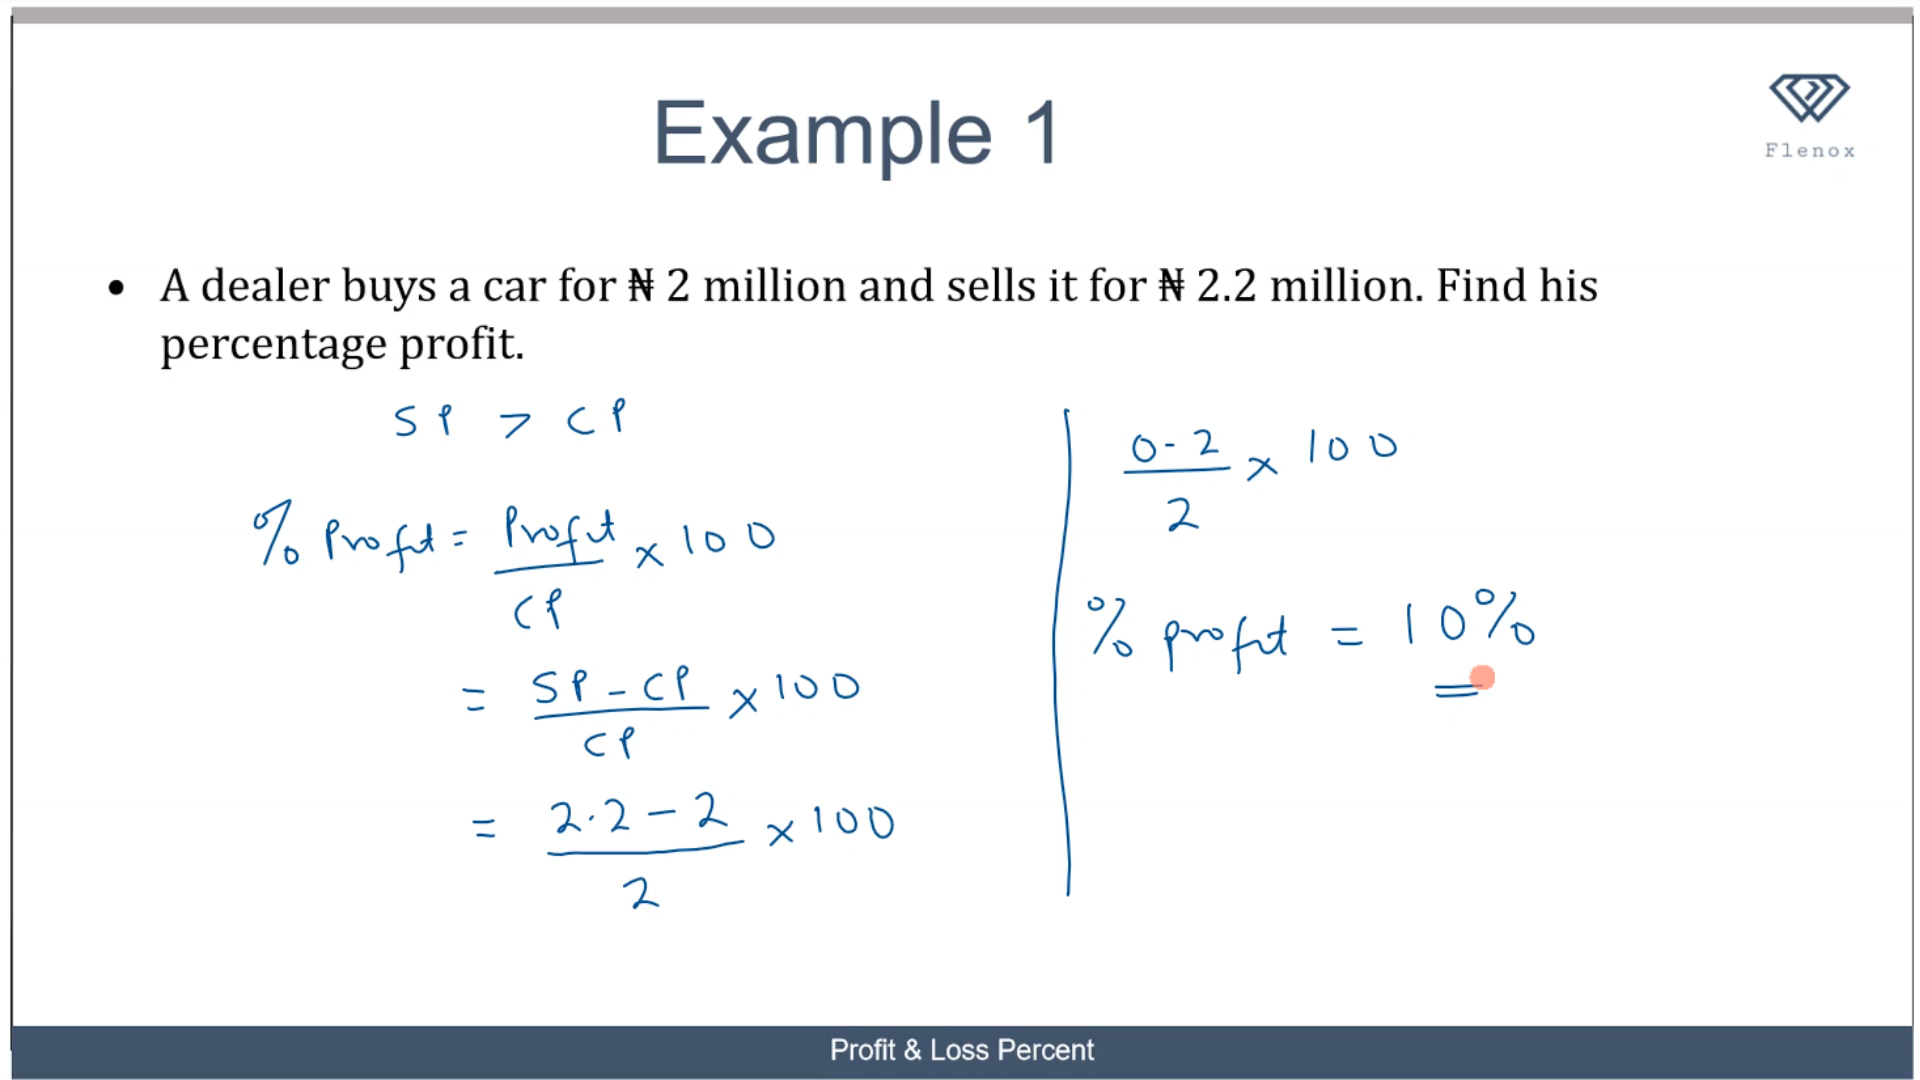 Example 1
Flenox
• A dealer buys a car for ₦ 2 million and sells it for ₦ 2.2 million. Find his
percentage profit.
SP > CP
% Profit = Profit/CP × 100
= SP - CP/CP × 100
= 2.2 - 2/2 × 100
0-2/2 × 100
% profit = 10%
Profit & Loss Percent